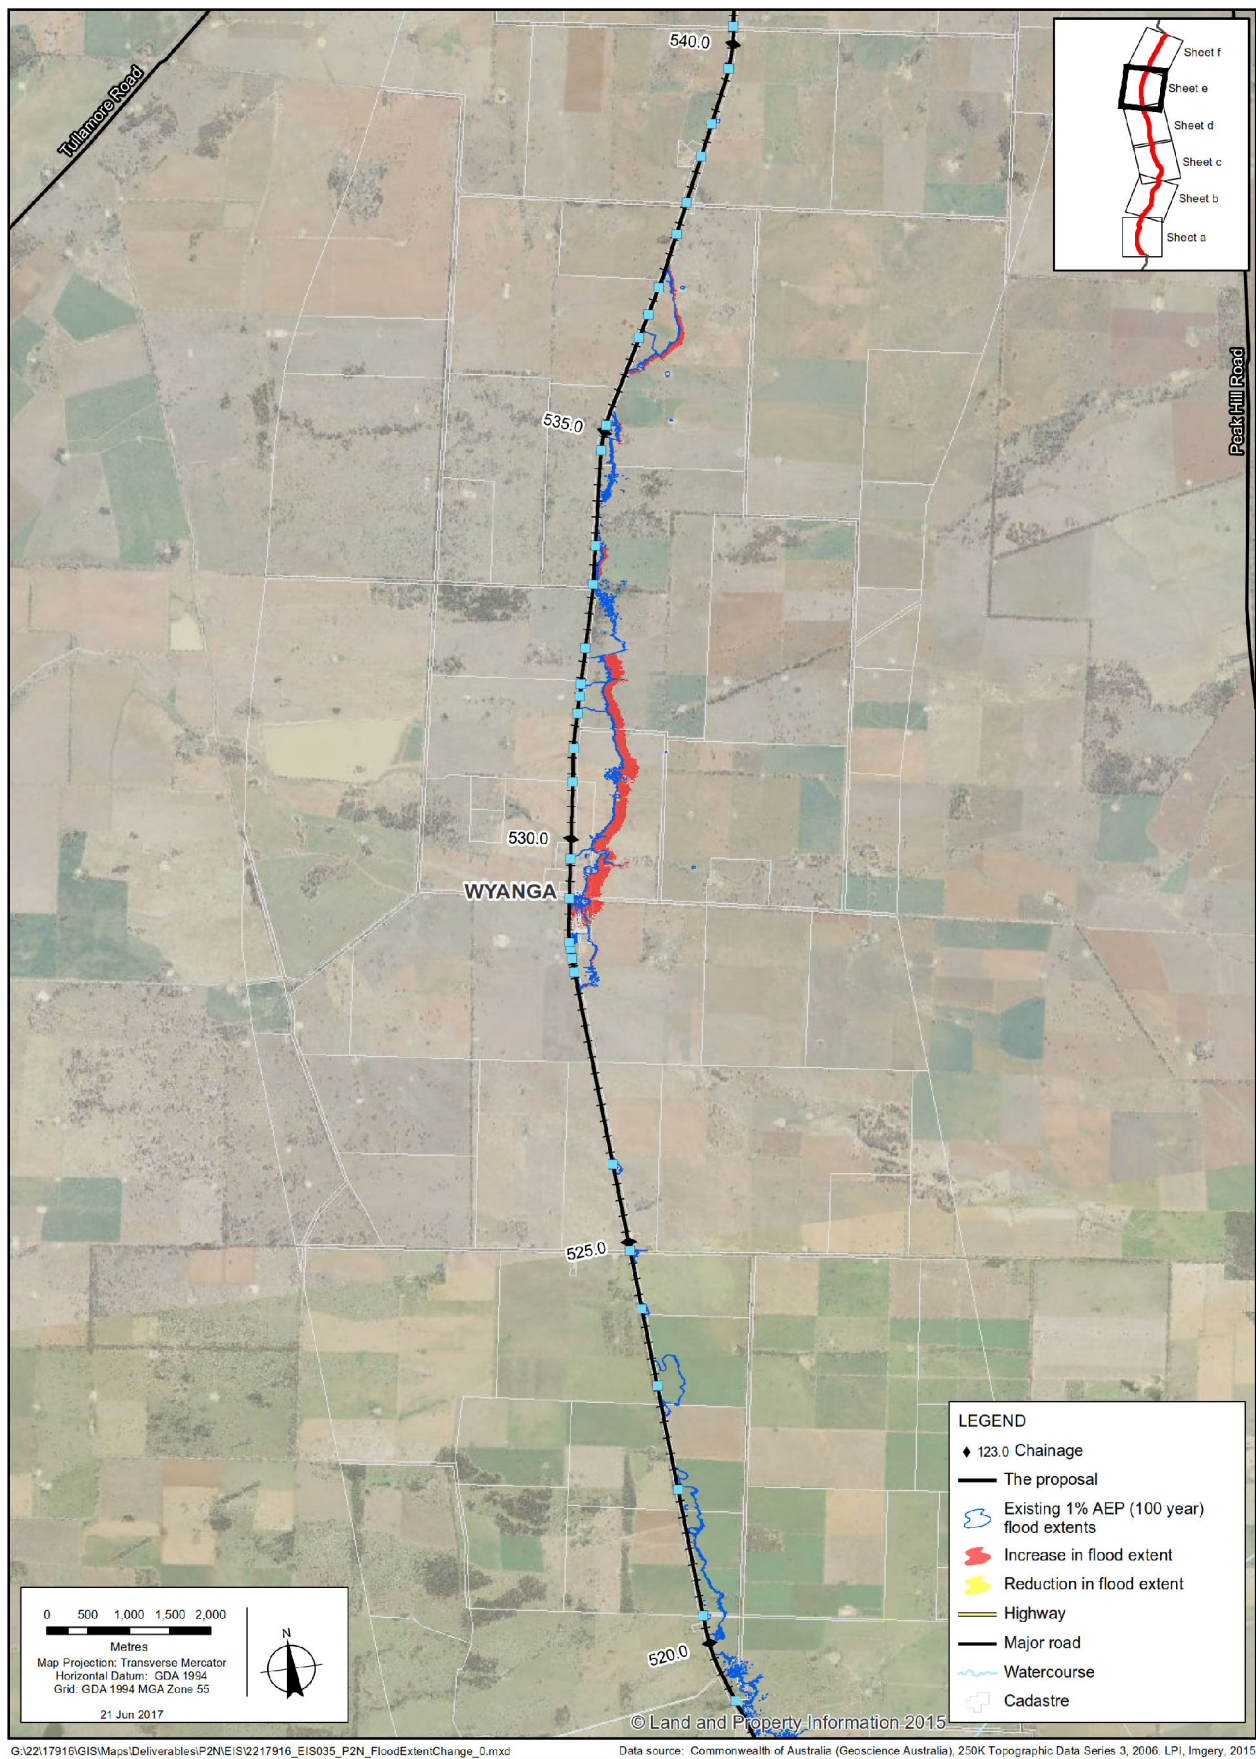 540.0
Tullamore Road
Sheet f
Sheet e
Sheet d
Sheet c
Sheet b
Sheet a
Peak Hill Road
535.0
530.0
WYANGA
525.0
520.0
LEGEND
123.0 Chainage
The proposal
Existing 1% AEP (100 year)
flood extents
Increase in flood extent
Reduction in flood extent
Highway
Major road
Watercourse
Cadastre
0 500 1,000 1,500 2,000
Metres
Map Projection: Transverse Mercator
Horizontal Datum: GDA 1994
Grid: GDA 1994 MGA Zone 55
21 Jun 2017
N
© Land and Property Information 2015
G:\22\17916\GIS\Maps\Deliverables\P2N\EIS\2217916_EIS035_P2N_FloodExtentChange_0.mxd
Data source: Commonwealth of Australia (Geoscience Australia), 250K Topographic Data Series 3, 2006. LPI, Imgery, 2015